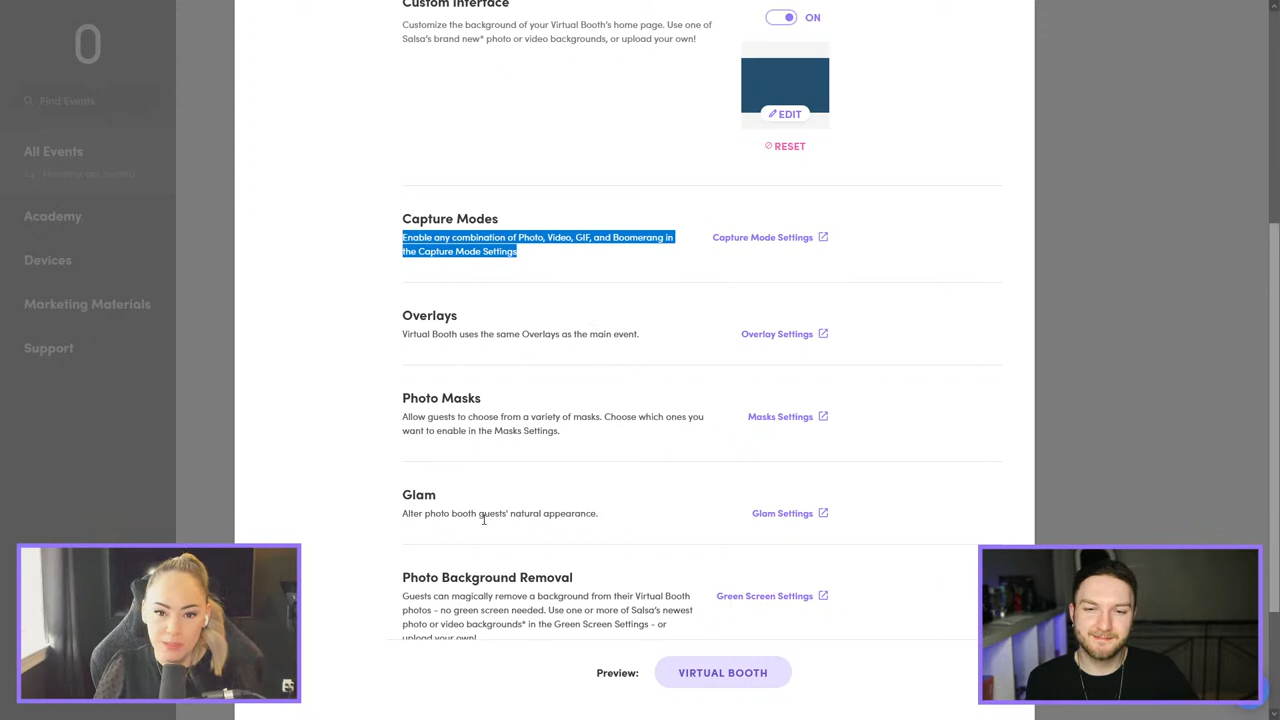 Custom Interface
Customize the background of your Virtual Booth's home page. Use one of
Salsa's brand new* photo or video backgrounds, or upload your own!
ON
EDIT
RESET
Find Events
All Events
Academy
Devices
Marketing Materials
Support
Capture Modes
Enable any combination of Photo, Video, GIF, and Boomerang in
the Capture Mode Settings
Capture Mode Settings
Overlays
Virtual Booth uses the same Overlays as the main event.
Overlay Settings
Photo Masks
Allow guests to choose from a variety of masks. Choose which ones you
want to enable in the Masks Settings.
Masks Settings
Glam
Alter photo booth guests' natural appearance.
Glam Settings
Photo Background Removal
Guests can magically remove a background from their Virtual Booth
photos - no green screen needed. Use one or more of Salsa's newest
photo or video backgrounds* in the Green Screen Settings - or
upload your own!
Green Screen Settings
Preview:
VIRTUAL BOOTH